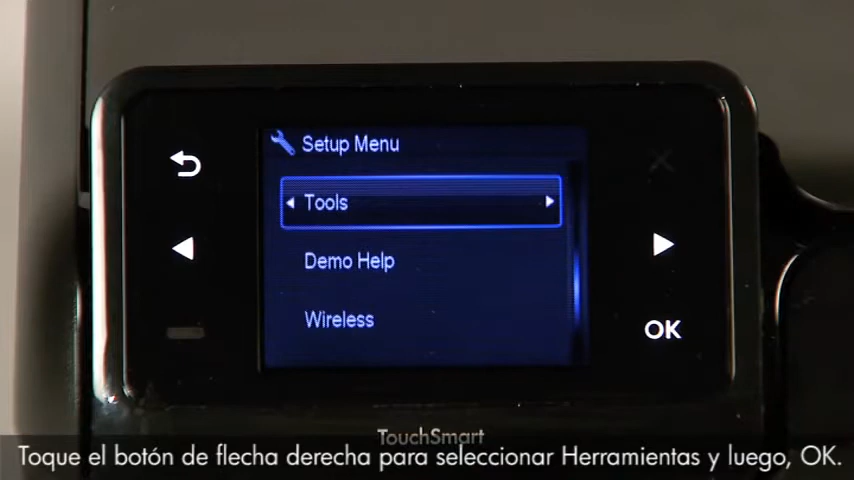 Setup Menu
Tools
Demo Help
Wireless
OK
TouchSmart
Toque el botón de flecha derecha para seleccionar Herramientas y luego, OK.